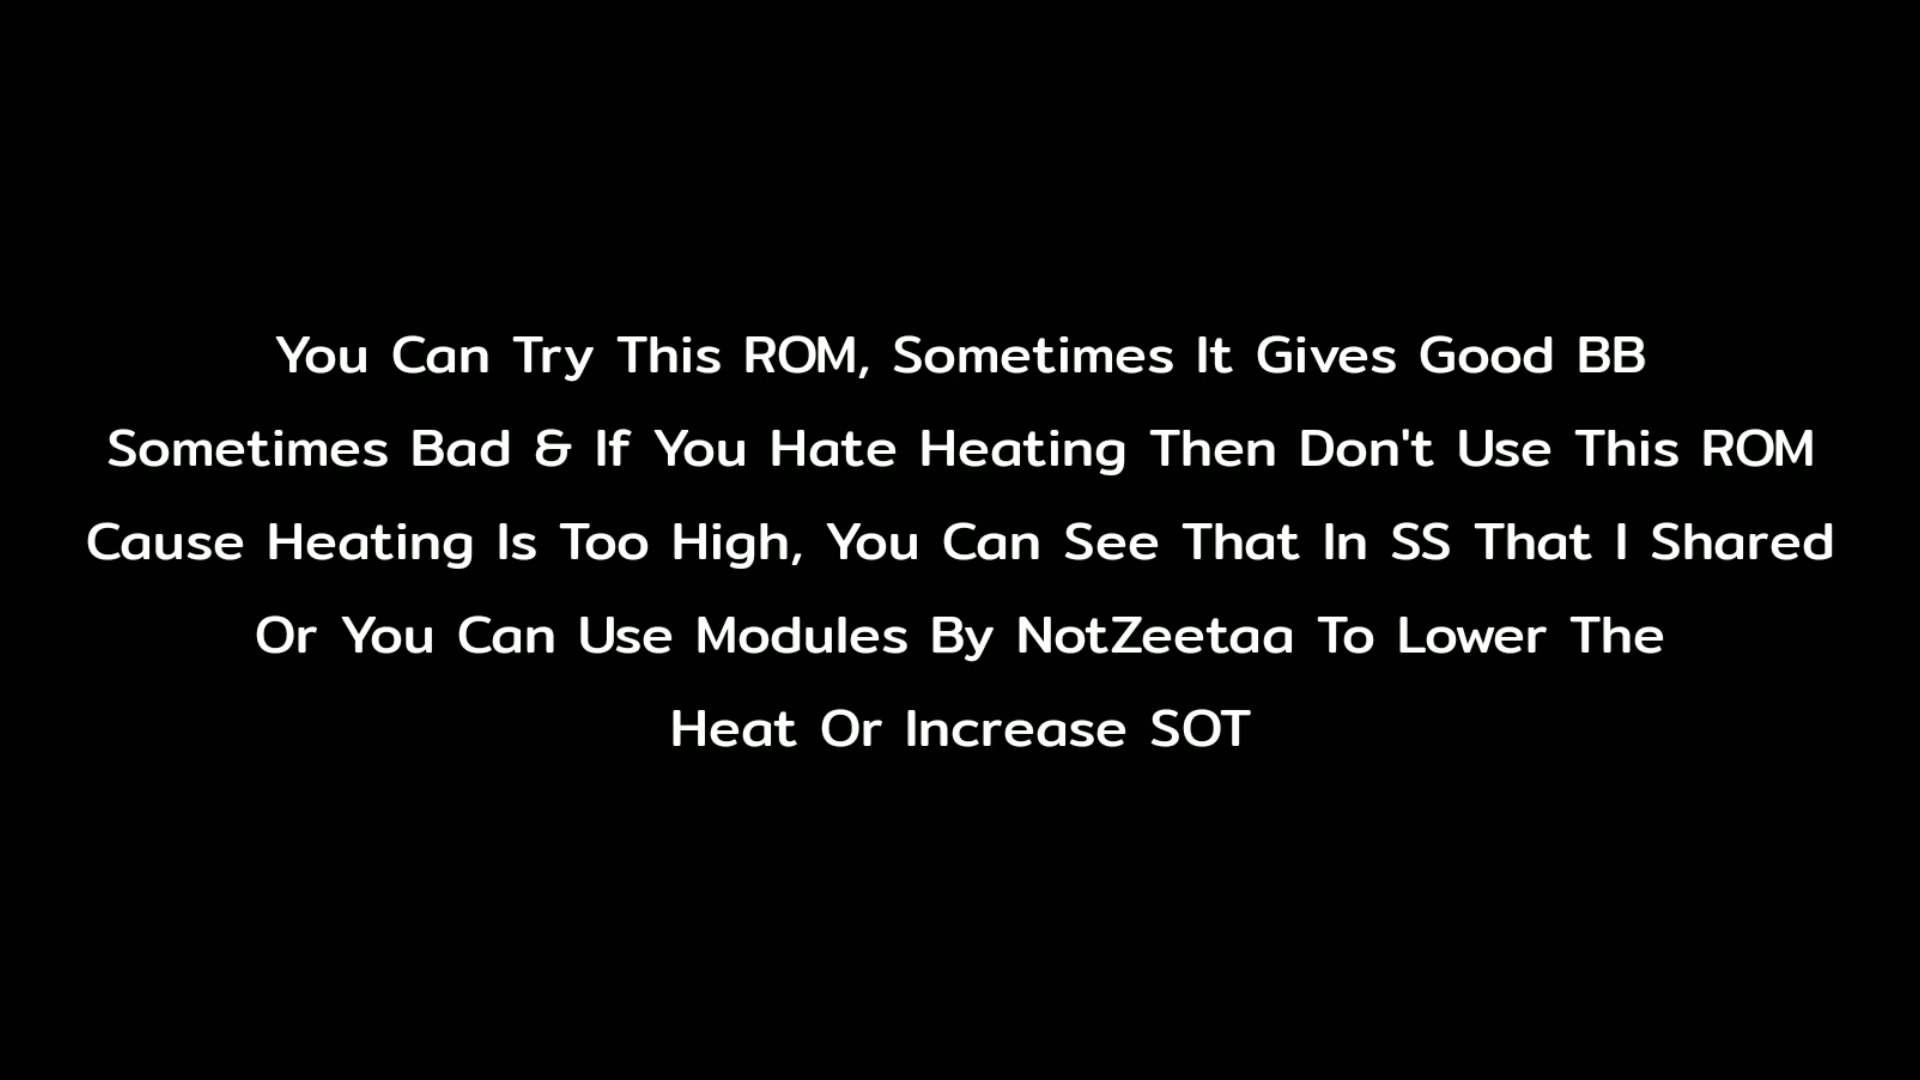 You Can Try This ROM, Sometimes It Gives Good BB
Sometimes Bad & If You Hate Heating Then Don't Use This ROM
Cause Heating Is Too High, You Can See That In SS That I Shared
Or You Can Use Modules By NotZeetaa To Lower The
Heat Or Increase SOT